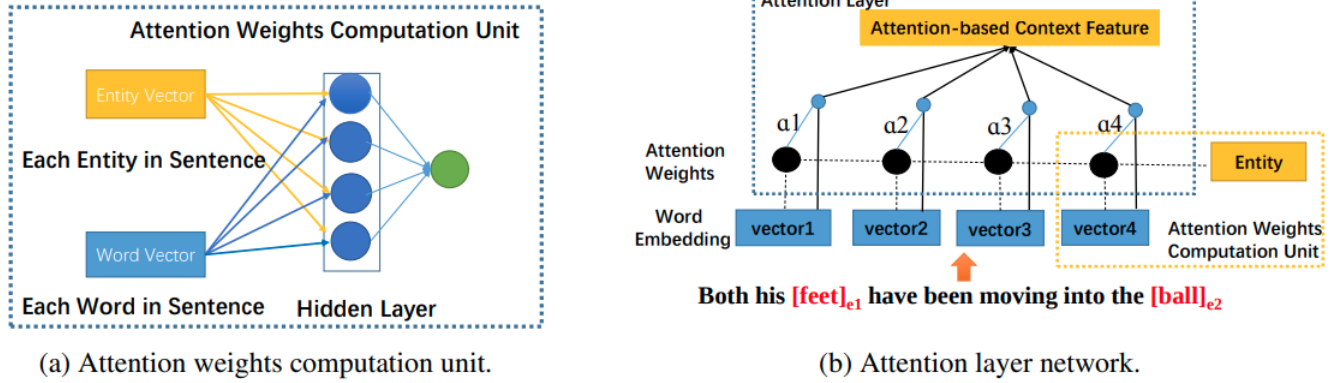 Attention Weights Computation Unit
Entity Vector
Each Entity in Sentence
Word Vector
Each Word in Sentence
Hidden Layer
(a) Attention weights computation unit.
Attention Layer
Attention-based Context Feature
α1
α2
α3
α4
Attention
Weights
Entity
Word
Embedding
vector1
vector2
vector3
vector4
Attention Weights
Computation Unit
Both his [feet]e1 have been moving into the [ball]e2
(b) Attention layer network.